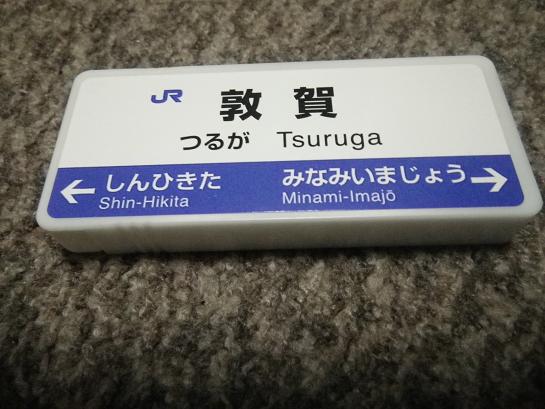 JR 敦賀
つるが Tsuruga
← しんひきた みなみいまじょう →
Shin-Hikita Minami-Imajō